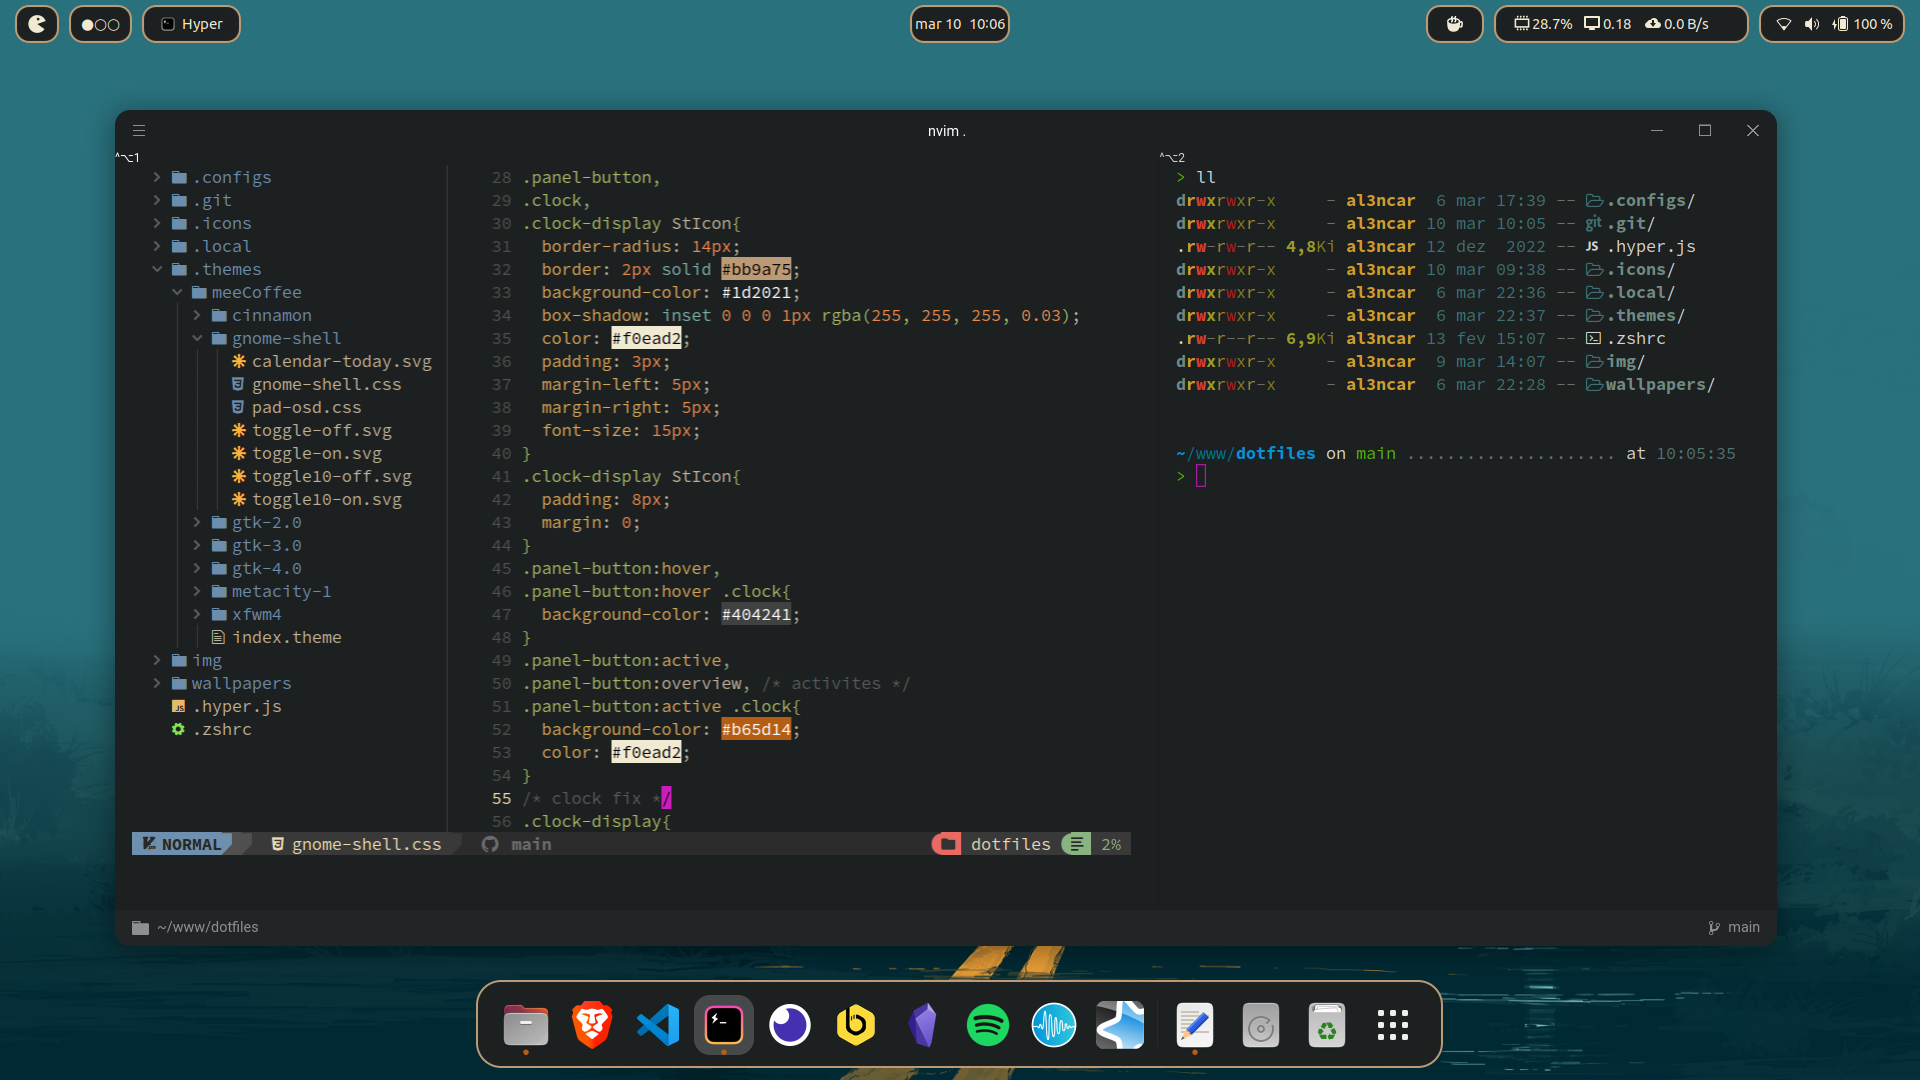 Hyper
mar 10 10:06
28.7% 0.18 0.0 B/s
100 %
nvim .
^⌥1
.configs
.git
.icons
.local
.themes
meeCoffee
cinnamon
gnome-shell
calendar-today.svg
gnome-shell.css
pad-osd.css
toggle-off.svg
toggle-on.svg
toggle10-off.svg
toggle10-on.svg
gtk-2.0
gtk-3.0
gtk-4.0
metacity-1
xfwm4
index.theme
img
wallpapers
JS .hyper.js
.zshrc
28 .panel-button,
29 .clock,
30 .clock-display StIcon{
31   border-radius: 14px;
32   border: 2px solid #bb9a75;
33   background-color: #1d2021;
34   box-shadow: inset 0 0 0 1px rgba(255, 255, 255, 0.03);
35   color: #f0ead2;
36   padding: 3px;
37   margin-left: 5px;
38   margin-right: 5px;
39   font-size: 15px;
40 }
41 .clock-display StIcon{
42   padding: 8px;
43   margin: 0;
44 }
45 .panel-button:hover,
46 .panel-button:hover .clock{
47   background-color: #404241;
48 }
49 .panel-button:active,
50 .panel-button:overview, /* activites */
51 .panel-button:active .clock{
52   background-color: #b65d14;
53   color: #f0ead2;
54 }
55 /* clock fix */
56 .clock-display{
NORMAL gnome-shell.css main dotfiles 2%
^⌥2
> ll
drwxrwxr-x - al3ncar 6 mar 17:39 -- .configs/
drwxrwxr-x - al3ncar 10 mar 10:05 -- git .git/
.rw-rw-r-- 4,8Ki al3ncar 12 dez 2022 -- JS .hyper.js
drwxrwxr-x - al3ncar 10 mar 09:38 -- .icons/
drwxrwxr-x - al3ncar 6 mar 22:36 -- .local/
drwxrwxr-x - al3ncar 6 mar 22:37 -- .themes/
.rw-r--r-- 6,9Ki al3ncar 13 fev 15:07 -- .zshrc
drwxrwxr-x - al3ncar 9 mar 14:07 -- img/
drwxrwxr-x - al3ncar 6 mar 22:28 -- wallpapers/
~/www/dotfiles on main ..................... at 10:05:35
>
~/www/dotfiles
main